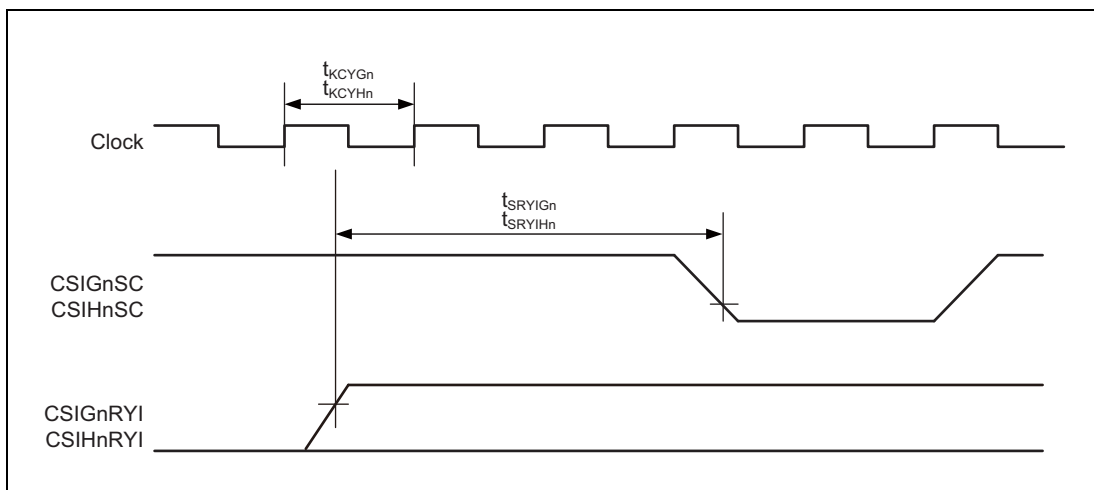 tKCYGn
tKCYHn
Clock
tSRYIGn
tSRYIHn
CSIGnSC
CSIHnSC
CSIGnRYI
CSIHnRYI